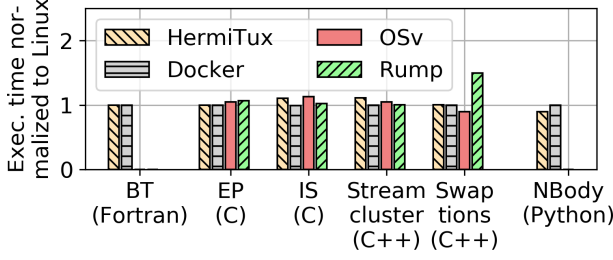 Exec. time nor-
malized to Linux
2
1
0
HermiTux
OSv
Docker
Rump
BT
(Fortran)
EP
(C)
IS
(C)
Stream
cluster
(C++)
Swap
tions
(C++)
NBody
(Python)